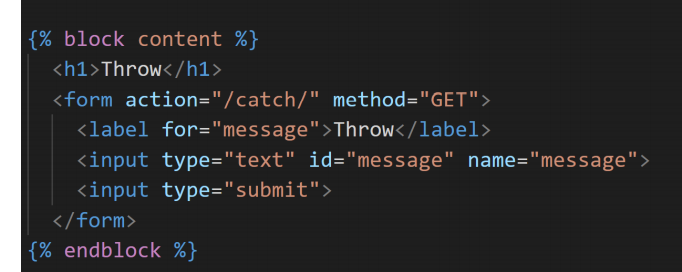 {% block content %}
<h1>Throw</h1>
<form action="/catch/" method="GET">
<label for="message">Throw</label>
<input type="text" id="message" name="message">
<input type="submit">
</form>
{% endblock %}